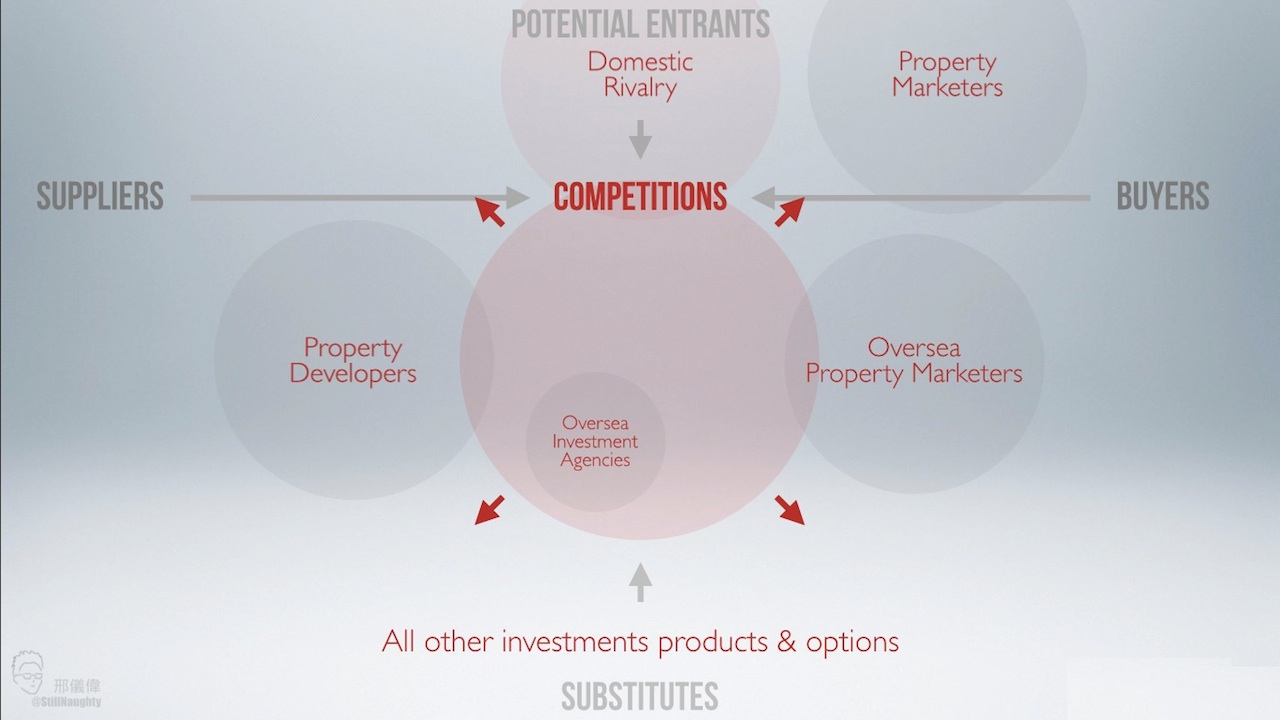 POTENTIAL ENTRANTS
Domestic
Rivalry
Property
Marketers
SUPPLIERS
COMPETITIONS
BUYERS
Property
Developers
Oversea
Property Marketers
Oversea
Investment
Agencies
All other investments products & options
SUBSTITUTES
邢儀偉
@StillNaughty